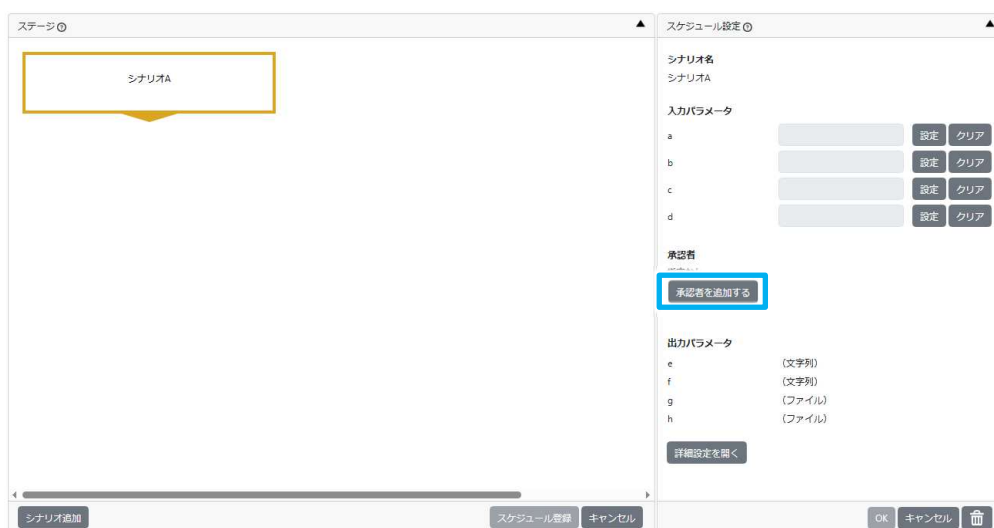 ステージ
シナリオA
シナリオ追加
スケジュール登録 キャンセル
スケジュール設定
シナリオ名
シナリオA
入力パラメータ
a 設定 クリア
b 設定 クリア
c 設定 クリア
d 設定 クリア
承認者
承認者を追加する
出力パラメータ
e (文字列)
f (文字列)
g (ファイル)
h (ファイル)
詳細設定を開く
OK キャンセル